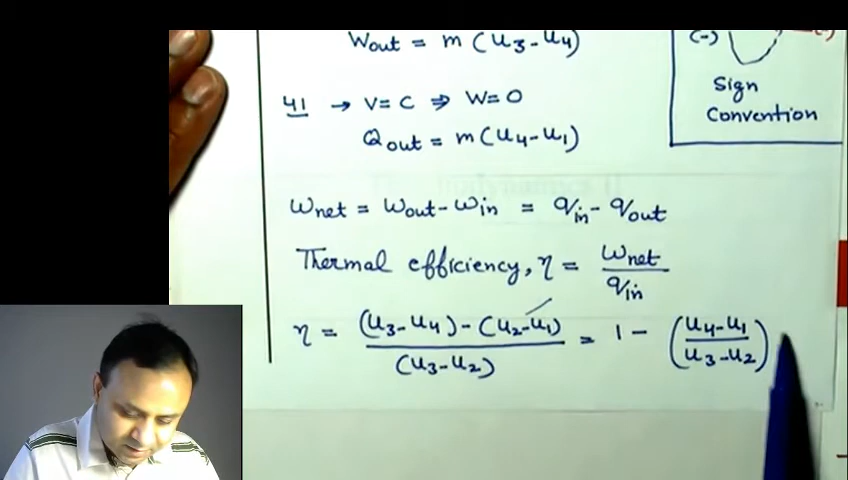 Wout = m (u3 - u4)
(-)
(-)
Sign
Convention
41 → V = C ⇒ W = 0
Qout = m (u4 - u1)
Wnet = Wout - Win = qin - qout
Thermal efficiency, η = Wnet / qin
η = (u3 - u4) - (u2 - u1) / (u3 - u2) = 1 - (u4 - u1 / u3 - u2)